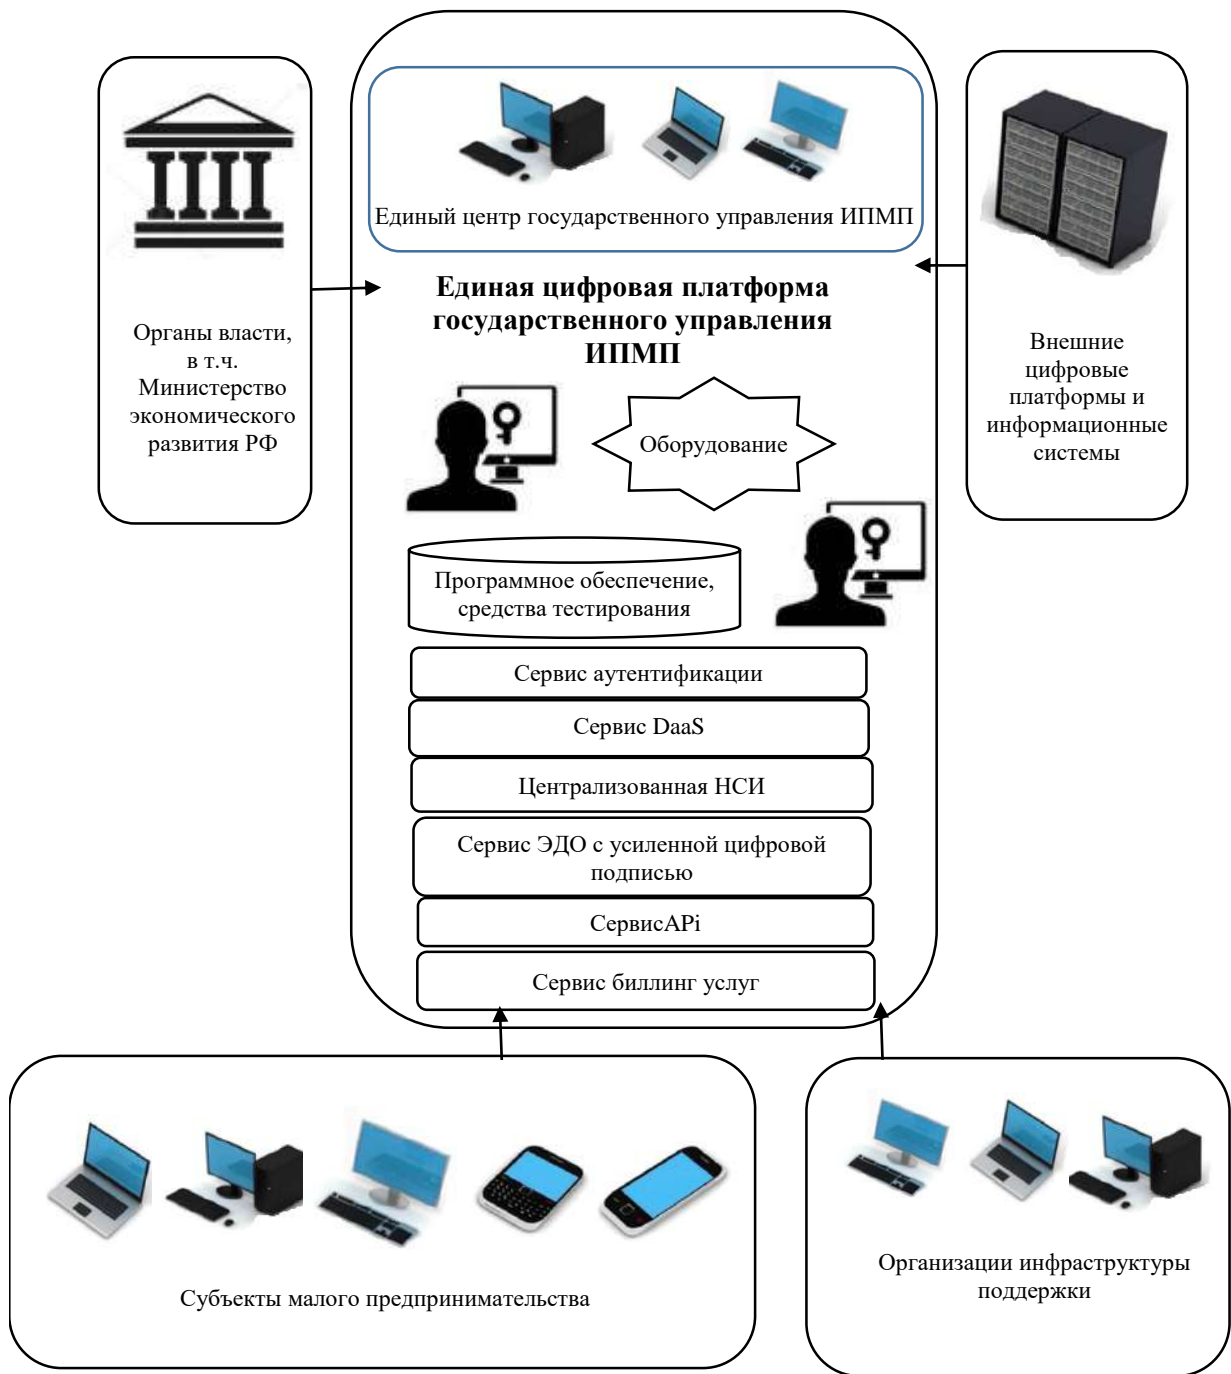 Единый центр государственного управления ИПМП
Единая цифровая платформа
государственного управления
ИПМП
Органы власти,
в т.ч.
Министерство
экономического
развития РФ
Внешние
цифровые
платформы и
информационные
системы
Оборудование
Программное обеспечение,
средства тестирования
Сервис аутентификации
Сервис DaaS
Централизованная НСИ
Сервис ЭДО с усиленной цифровой
подписью
СервисAPi
Сервис биллинг услуг
Субъекты малого предпринимательства
Организации инфраструктуры
поддержки